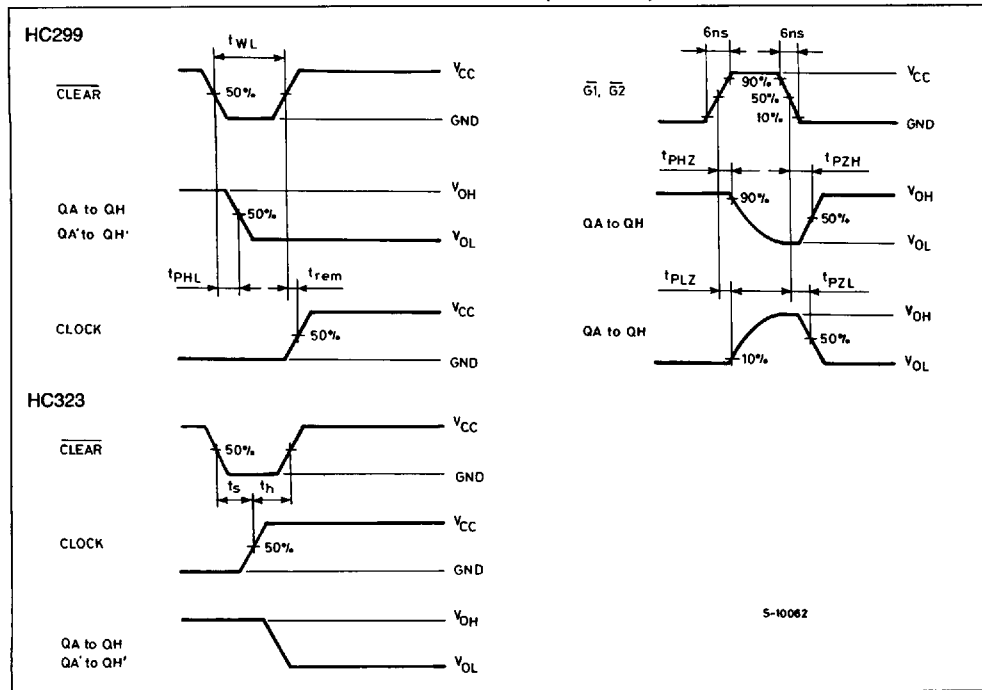 HC299
t WL
CLEAR
50%
VCC
GND
QA to QH
QA' to QH'
50%
VOH
VOL
tPHL
trem
CLOCK
50%
VCC
GND
HC323
CLEAR
50%
VCC
GND
ts
th
CLOCK
50%
VCC
GND
QA to QH
QA' to QH'
VOH
VOL
6ns
6ns
G1, G2
90%
50%
10%
VCC
GND
tPHZ
tPZH
QA to QH
90%
50%
VOH
VOL
tPLZ
tPZL
QA to QH
10%
50%
VOH
VOL
S-10062